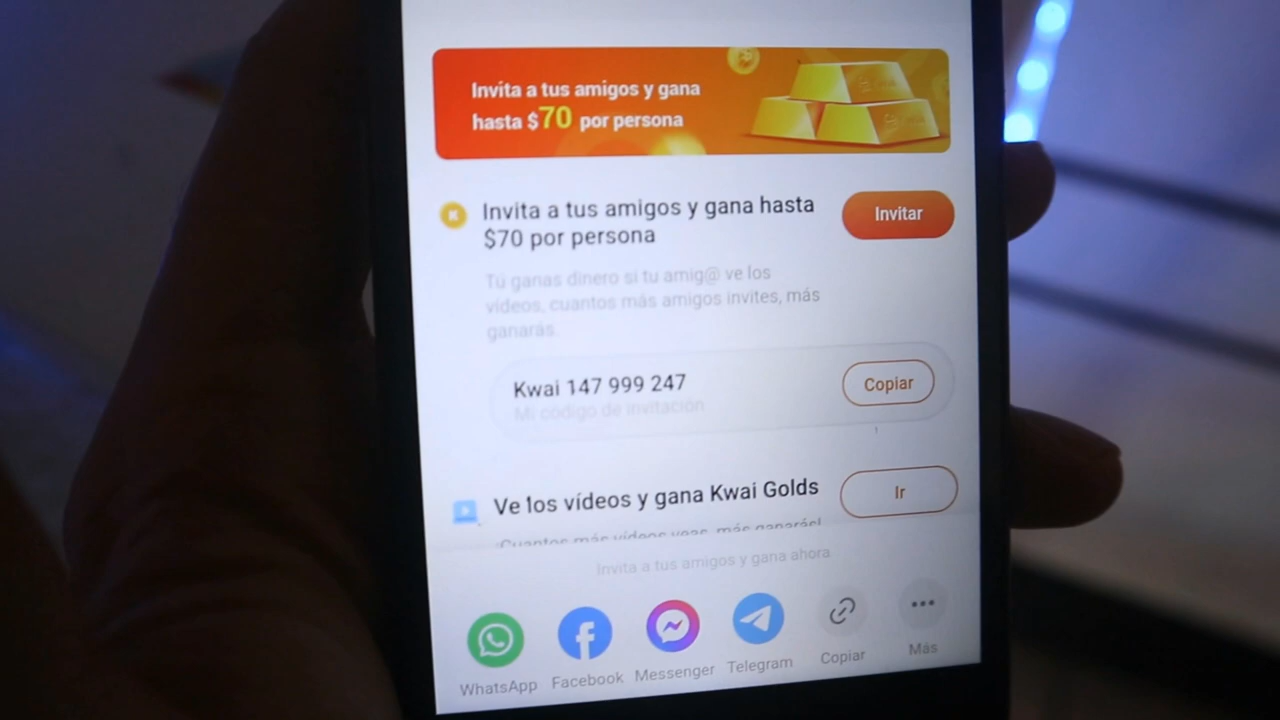 Invita a tus amigos y gana
hasta $70 por persona
Invita a tus amigos y gana hasta
$70 por persona
Invitar
Tú ganas dinero si tu amig@ ve los
vídeos, cuantos más amigos invites, más
ganarás.
Kwai 147 999 247
Mi código de invitación
Copiar
Ve los vídeos y gana Kwai Golds
Ir
¡Cuantos más vídeos veas, más ganarás!
Invita a tus amigos y gana ahora
WhatsApp Facebook Messenger Telegram Copiar Más